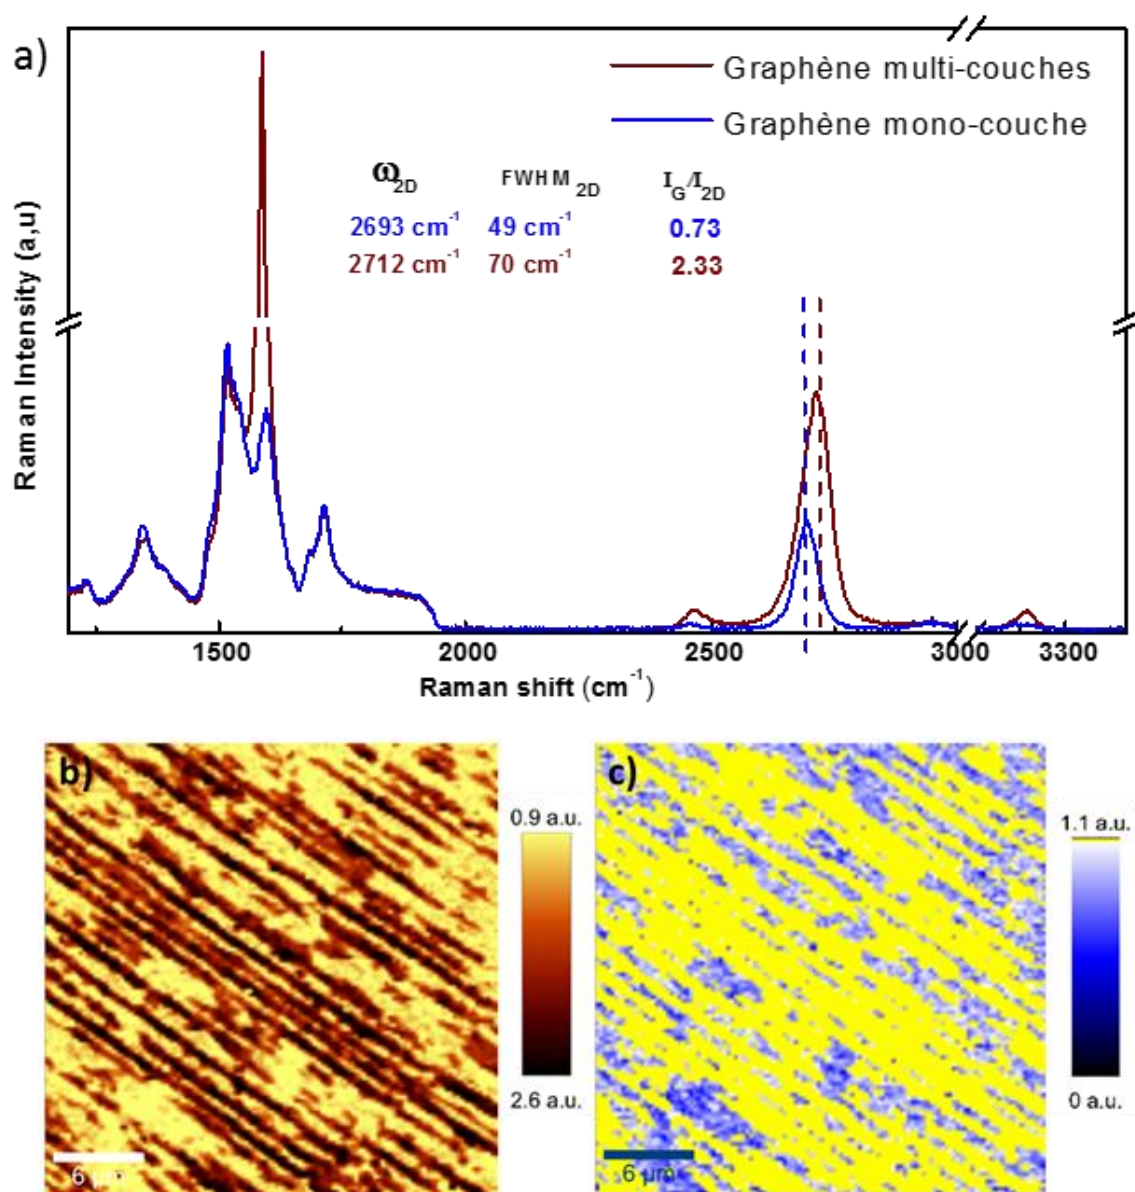 a)
Graphène multi-couches
Graphène mono-couche
ω2D FWHM 2D IG/I2D
2693 cm-1 49 cm-1 0.73
2712 cm-1 70 cm-1 2.33
Raman Intensity (a,u)
1500 2000 2500 3000 3300
Raman shift (cm-1)
b)
0.9 a.u.
2.6 a.u.
6 µm
c)
1.1 a.u.
0 a.u.
6 µm